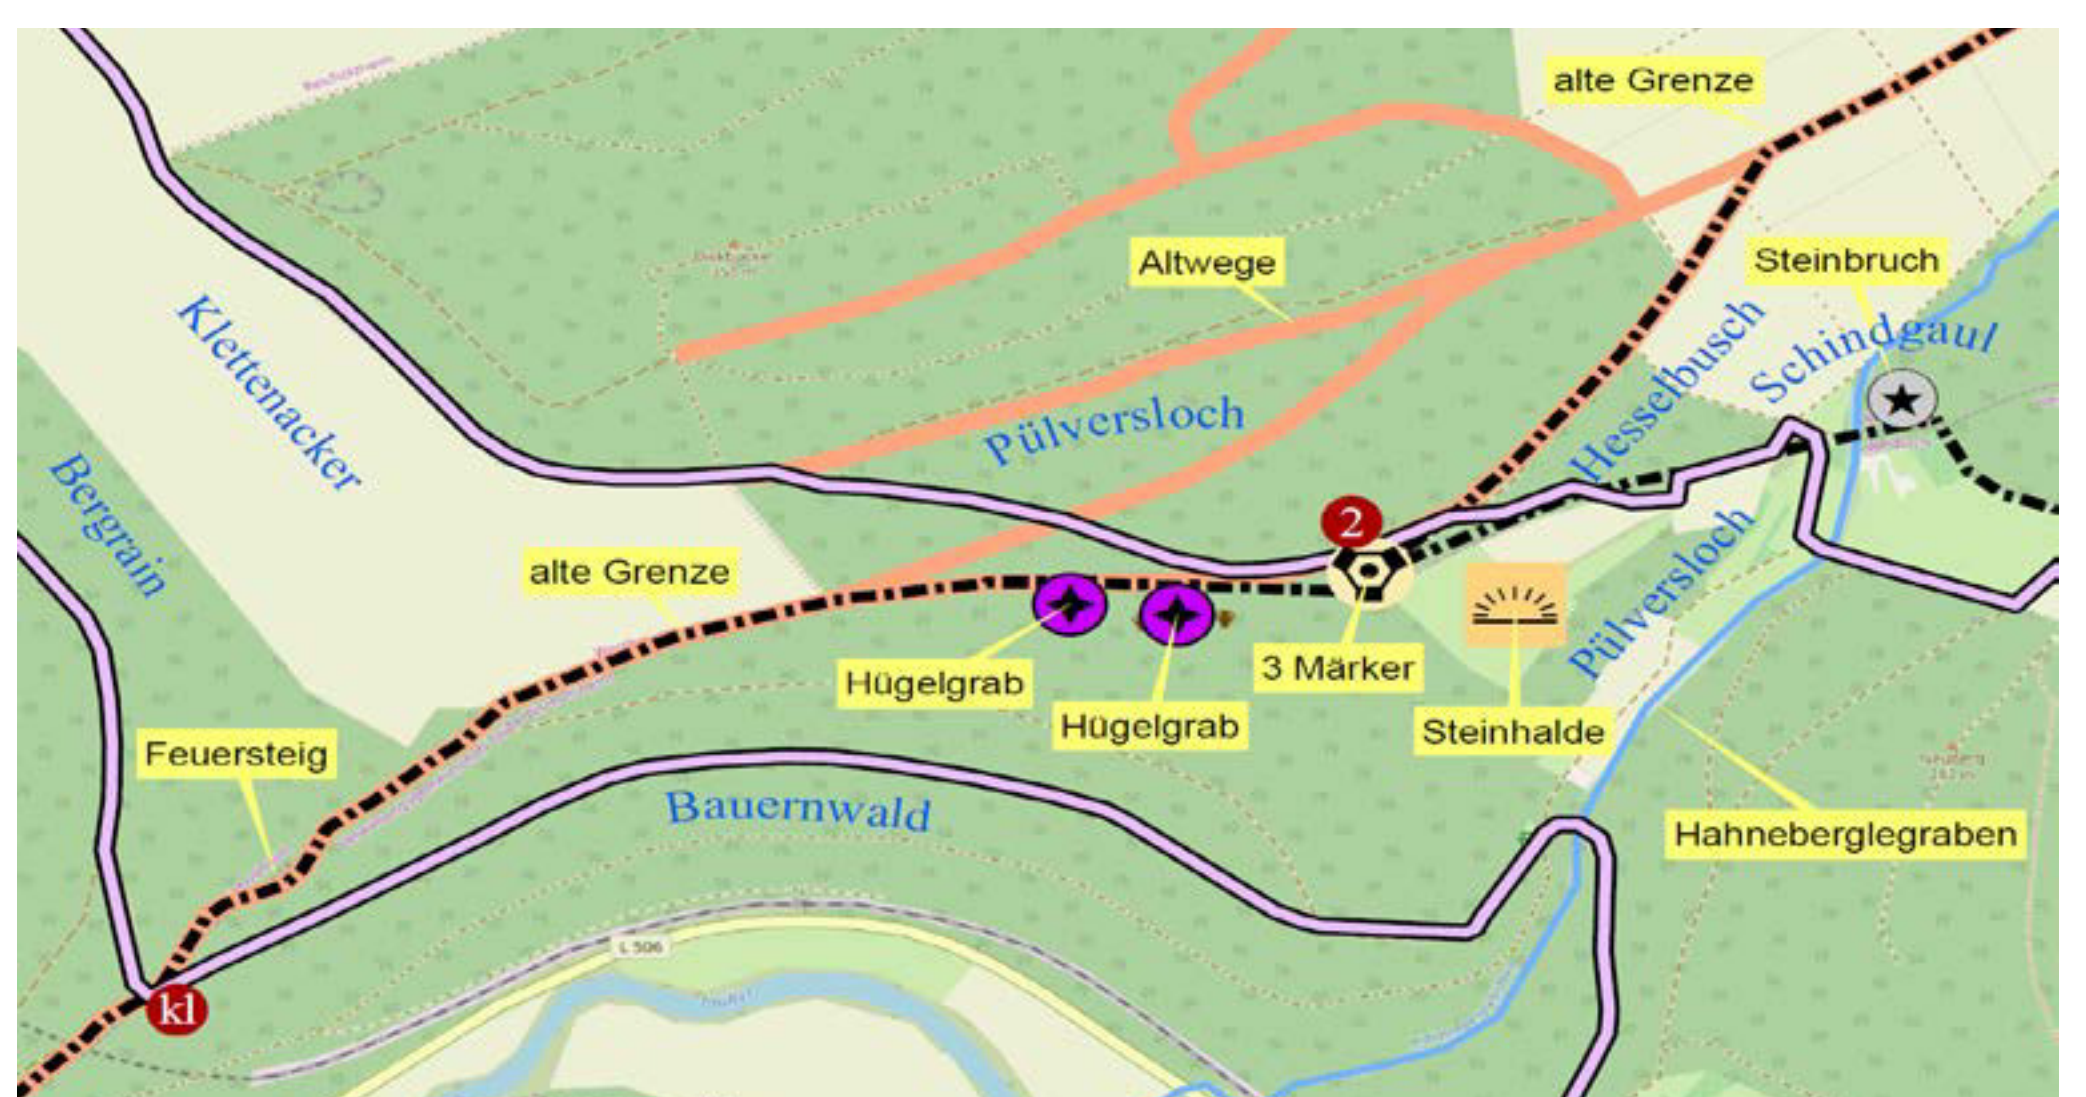 alte Grenze
Altwege
Steinbruch
Schindgaul
Klettenacker
Hesselbusch
Pülversloch
Bergrain
2
alte Grenze
Pülversloch
Hügelgrab
3 Märker
Hügelgrab
Steinhalde
Feuersteig
Bauernwald
Hahneberglegraben
L 506
kl